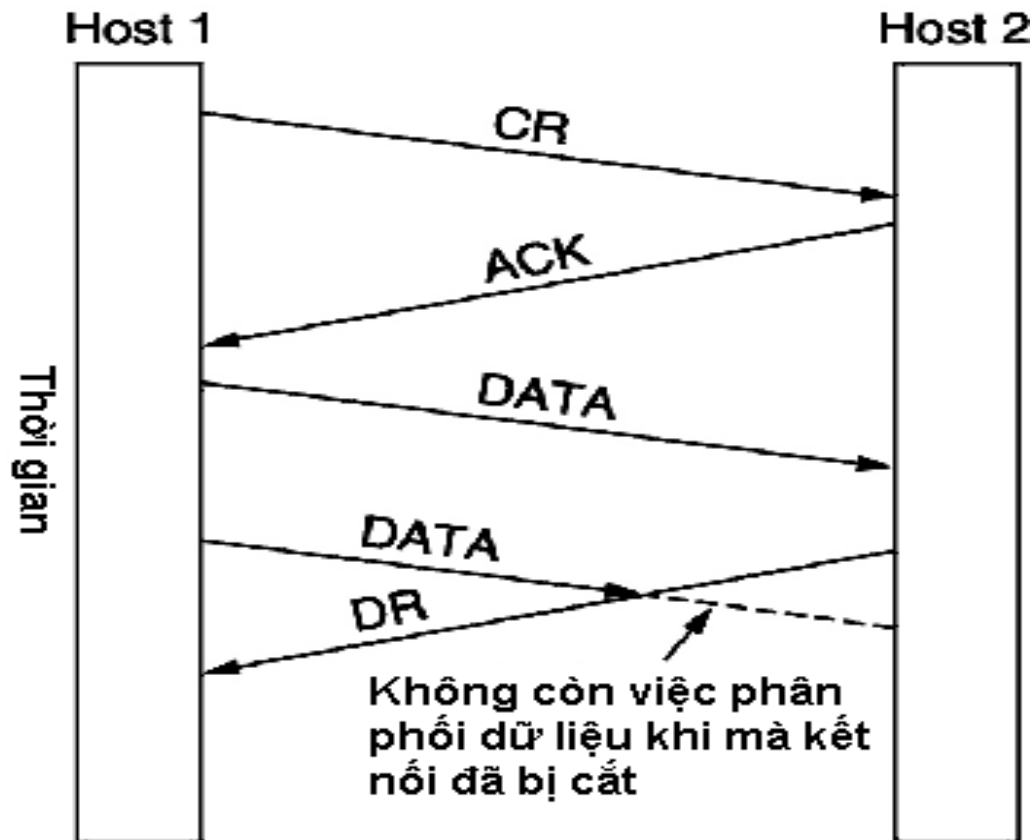 Host 1
Host 2
CR
ACK
DATA
Thời gian
DATA
DR
Không còn việc phân
phối dữ liệu khi mà kết
nối đã bị cắt